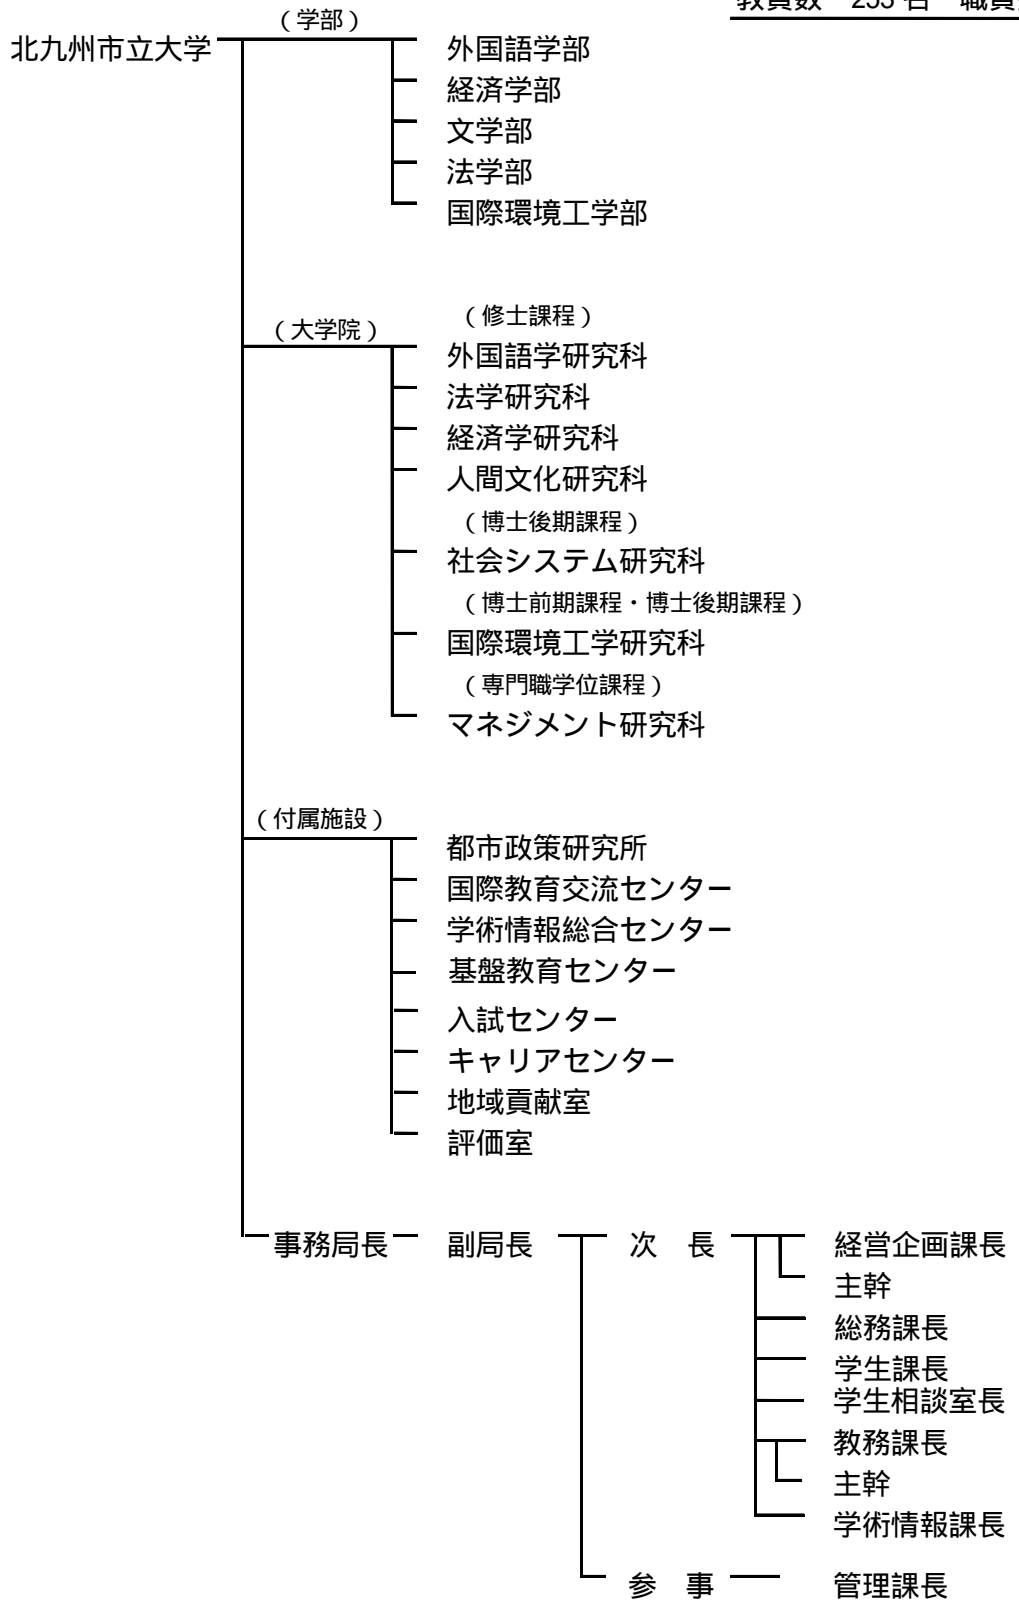 （学部）
北九州市立大学
外国語学部
経済学部
文学部
法学部
国際環境工学部
（大学院）
（修士課程）
外国語学研究科
法学研究科
経済学研究科
人間文化研究科
（博士後期課程）
社会システム研究科
（博士前期課程・博士後期課程）
国際環境工学研究科
（専門職学位課程）
マネジメント研究科
（付属施設）
都市政策研究所
国際教育交流センター
学術情報総合センター
基盤教育センター
入試センター
キャリアセンター
地域貢献室
評価室
事務局長 副局長 次　長 経営企画課長
主幹
総務課長
学生課長
学生相談室長
教務課長
主幹
学術情報課長
参　事 管理課長